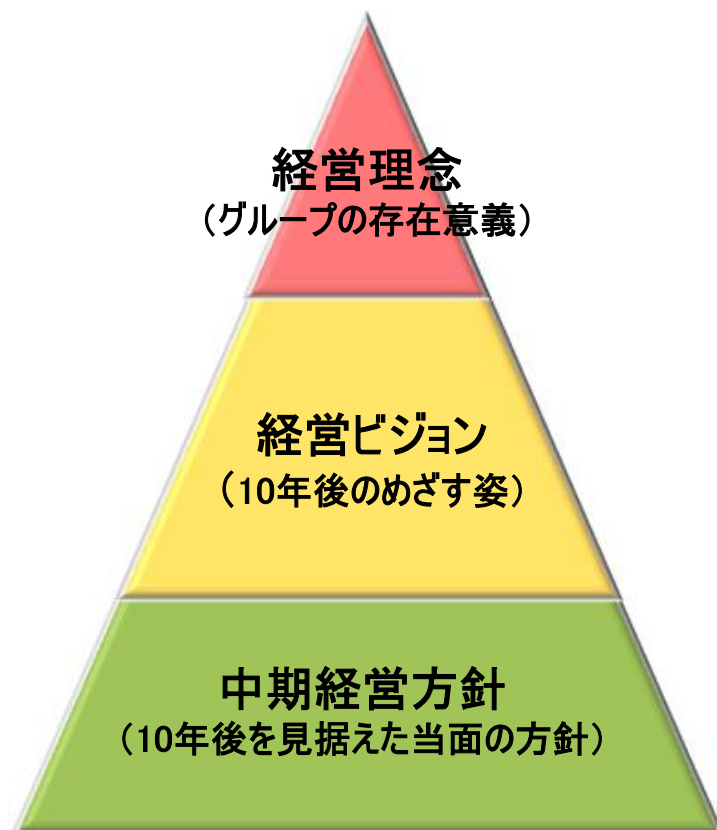 経営理念
（グループの存在意義）
経営ビジョン
（10年後のめざす姿）
中期経営方針
（10年後を見据えた当面の方針）